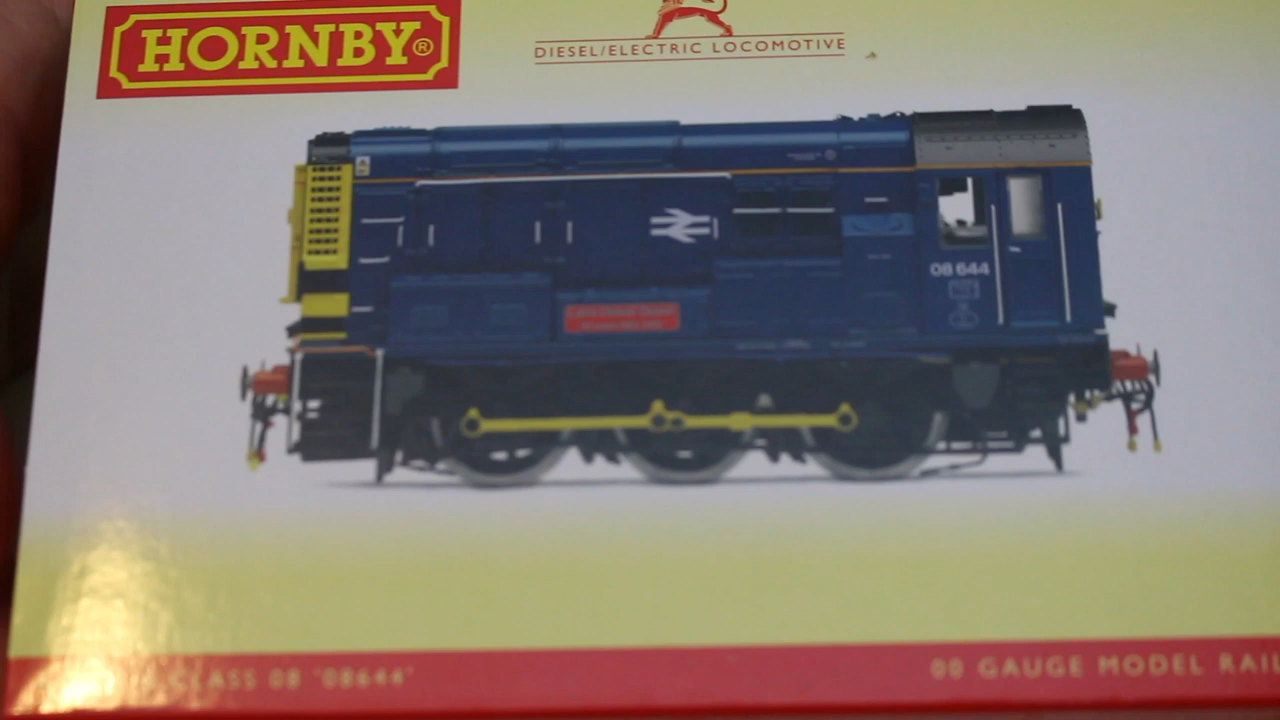 HORNBY®
DIESEL/ELECTRIC LOCOMOTIVE
08 644
CLASS 08 '08644'
00 GAUGE MODEL RAIL